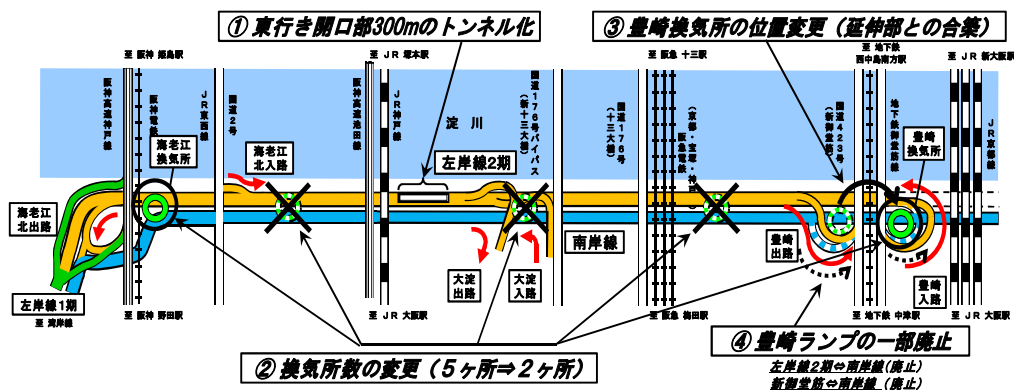 ① 東行き開口部300mのトンネル化
③ 豊崎換気所の位置変更（延伸部との合築）
至 阪神 姫島駅
至 JR 塚本駅
至 阪急 十三駅
至 地下鉄
西中島南方駅
至 JR 新大阪駅
阪神高速神戸線
阪神電鉄
JR東西線
国道2号
阪神高速池田線
JR神戸線
淀川
国道176号バイパス
（新十三大橋）
国道176号
（十三大橋）
阪急電鉄
（京都・宝塚・神戸）
国道423号
（新御堂筋）
地下鉄御堂筋線
JR京都線
海老江
換気所
海老江
北入路
左岸線2期
豊崎
換気所
海老江
北出路
南岸線
大淀
出路
大淀
入路
豊崎
出路
豊崎
入路
左岸線1期
至 湾岸線
至 阪神 野田駅
至 JR 大阪駅
至 阪急 梅田駅
至 地下鉄 中津駅
至 JR 大阪駅
② 換気所数の変更（5ヶ所⇒2ヶ所）
④ 豊崎ランプの一部廃止
左岸線2期⇔南岸線（廃止）
新御堂筋⇔南岸線（廃止）